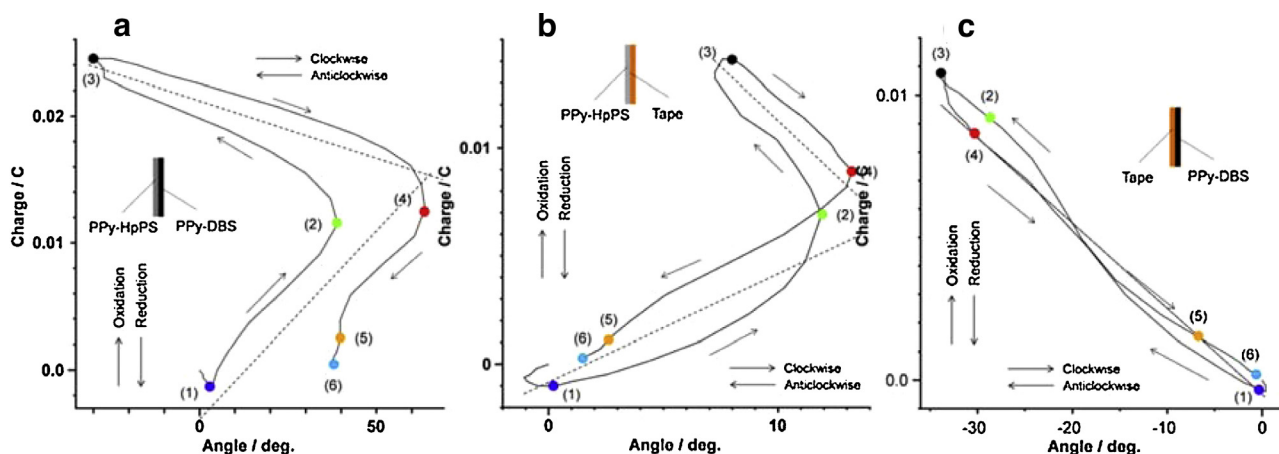 a
Clockwise
Anticlockwise
(3)
0.02
(4)
PPy-HpPS
PPy-DBS
(2)
0.01
Charge / C
Oxidation
Reduction
(5)
0.0
(1)
(6)
0
50
Angle / deg.
b
(3)
PPy-HpPS
Tape
0.01
(4)
(2)
Charge / C
Oxidation
Reduction
(5)
(6)
0
(1)
Clockwise
Anticlockwise
0
10
Angle / deg.
c
(3)
0.01
(2)
(4)
Tape
PPy-DBS
Charge / C
Oxidation
Reduction
(5)
(6)
Clockwise
Anticlockwise
0.0
(1)
-30
-20
-10
0
Angle / deg.